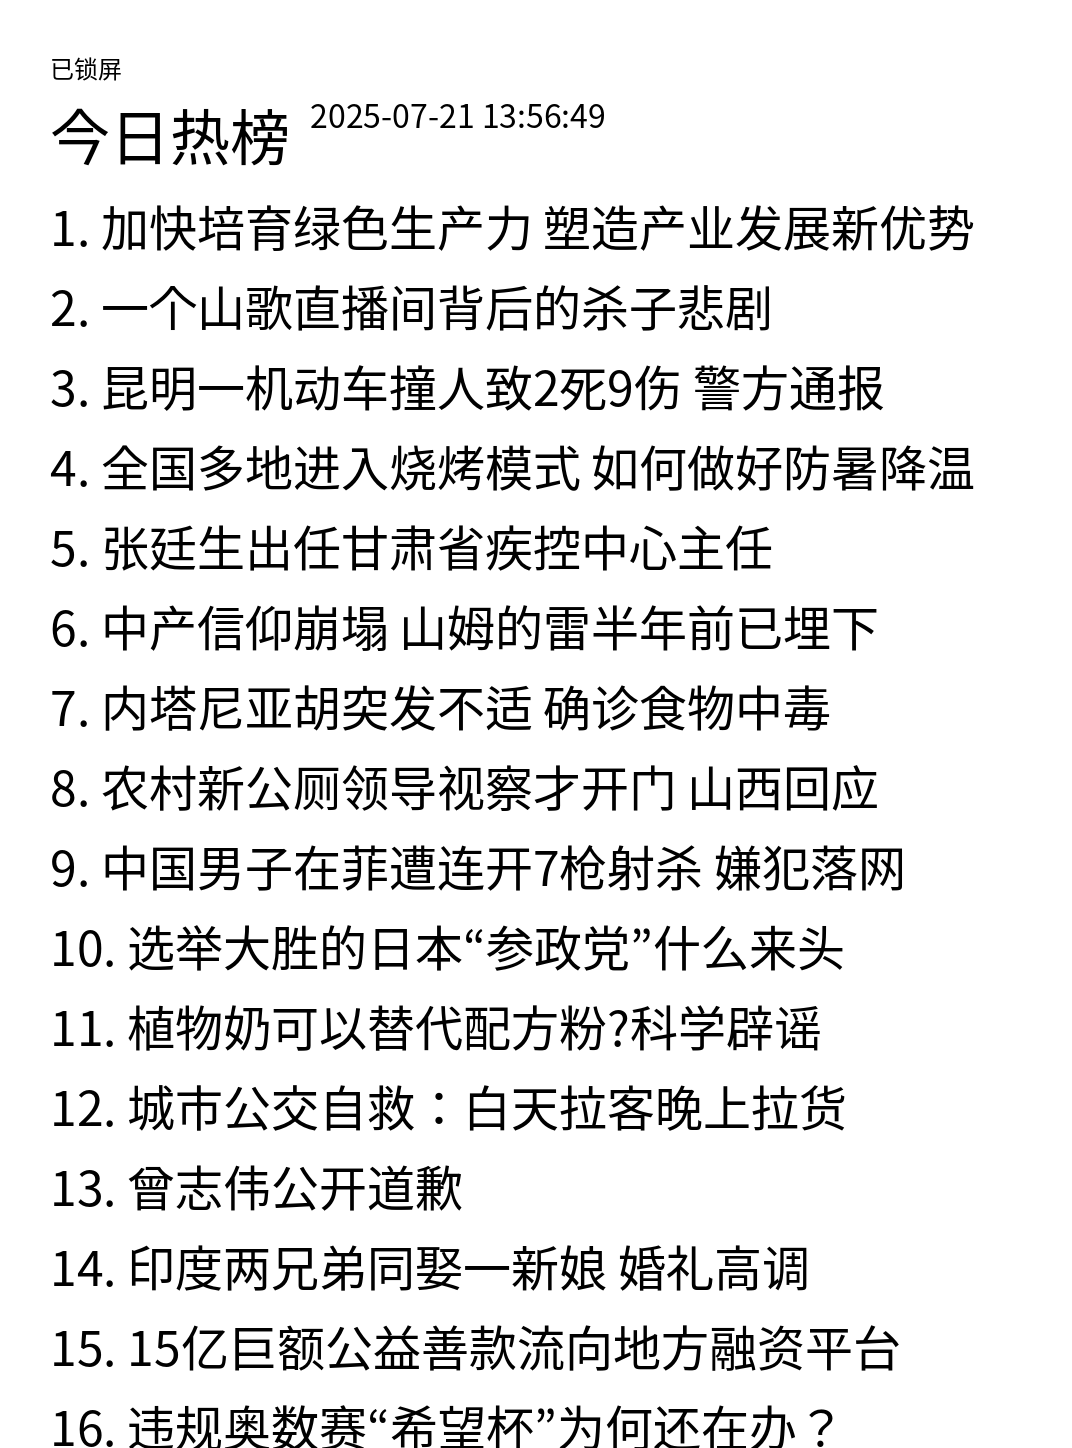 已锁屏
今日热榜 2025-07-21 13:56:49
1. 加快培育绿色生产力 塑造产业发展新优势
2. 一个山歌直播间背后的杀子悲剧
3. 昆明一机动车撞人致2死9伤 警方通报
4. 全国多地进入烧烤模式 如何做好防暑降温
5. 张廷生出任甘肃省疾控中心主任
6. 中产信仰崩塌 山姆的雷半年前已埋下
7. 内塔尼亚胡突发不适 确诊食物中毒
8. 农村新公厕领导视察才开门 山西回应
9. 中国男子在菲遭连开7枪射杀 嫌犯落网
10. 选举大胜的日本“参政党”什么来头
11. 植物奶可以替代配方粉?科学辟谣
12. 城市公交自救：白天拉客晚上拉货
13. 曾志伟公开道歉
14. 印度两兄弟同娶一新娘 婚礼高调
15. 15亿巨额公益善款流向地方融资平台
16. 违规奥数赛“希望杯”为何还在办？